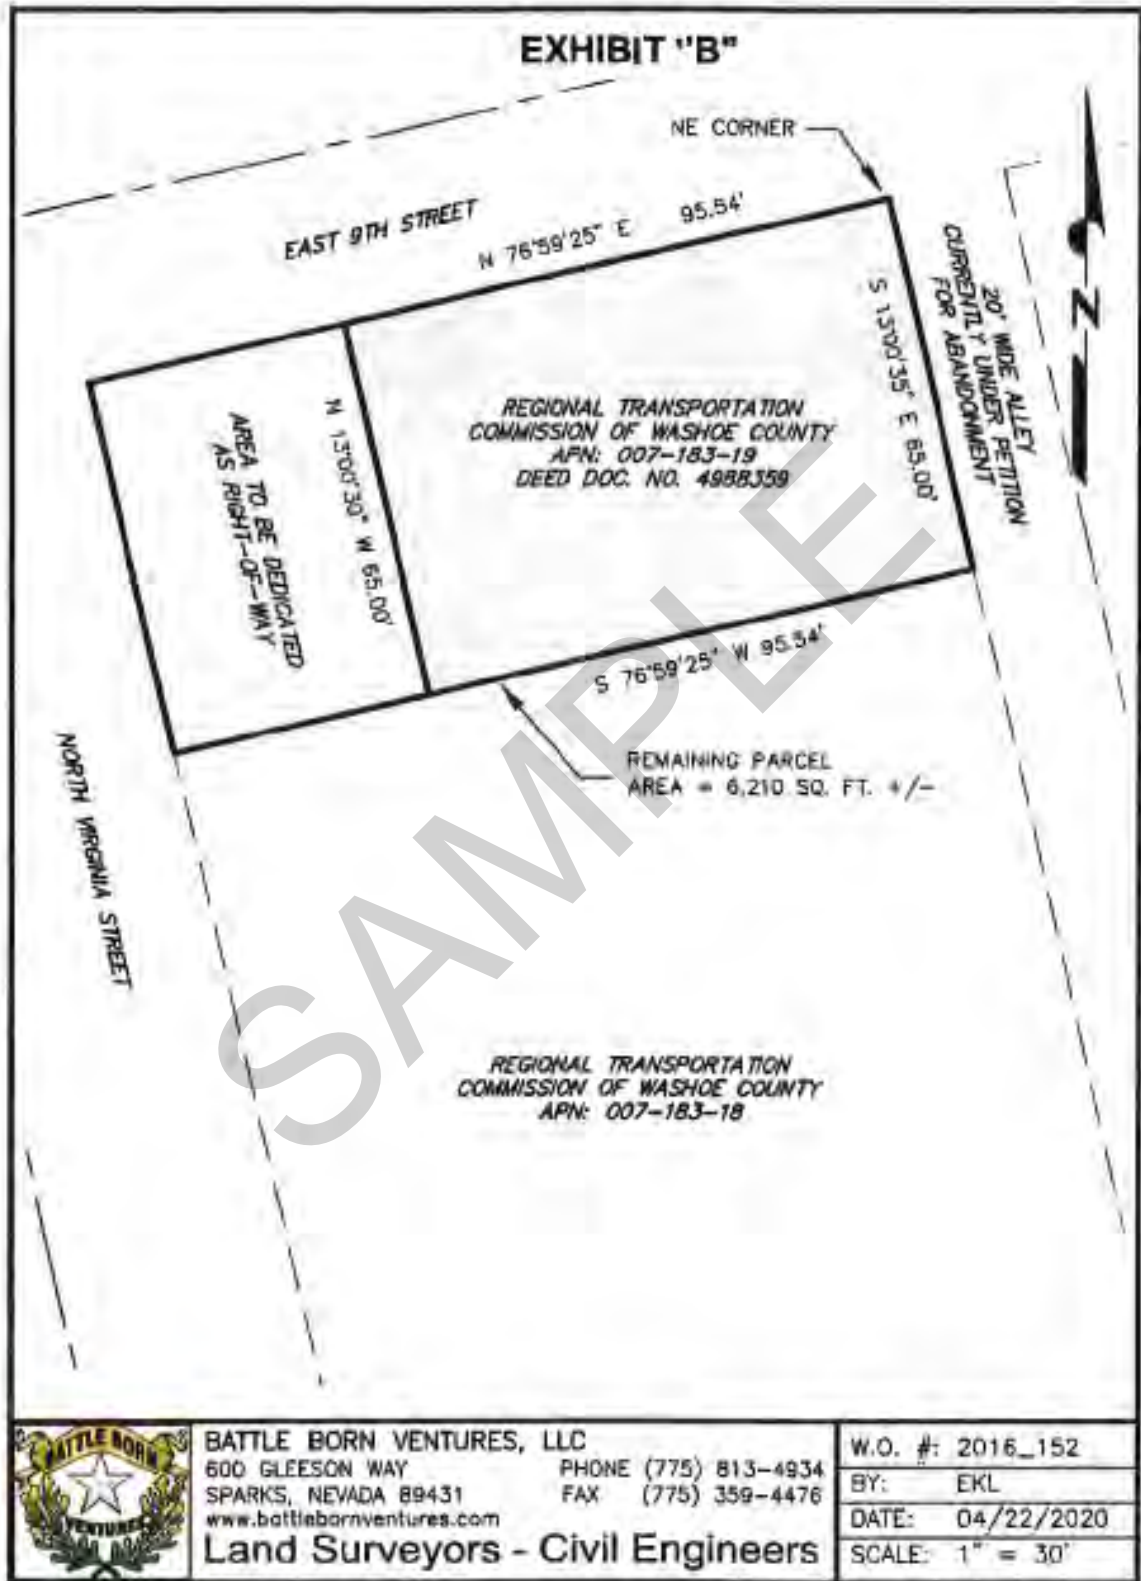 EXHIBIT "B"
NE CORNER
EAST 9TH STREET
N 76°59'25" E 95.54'
S 13°00'35" E 65.00'
20' WIDE ALLEY
CURRENTLY UNDER PETITION
FOR ABANDONMENT
N
REGIONAL TRANSPORTATION
COMMISSION OF WASHOE COUNTY
APN: 007-183-19
DEED DOC. NO. 4988359
N 13°00'30" W 65.00'
AREA TO BE DEDICATED
AS RIGHT-OF-WAY
S 76°59'25" W 95.54'
REMAINING PARCEL
AREA = 6,210 SQ. FT. +/-
NORTH VIRGINIA STREET
SAMPLE
REGIONAL TRANSPORTATION
COMMISSION OF WASHOE COUNTY
APN: 007-183-18
BATTLE BORN
VENTURES
BATTLE BORN VENTURES, LLC
600 GLEESON WAY PHONE (775) 813-4934
SPARKS, NEVADA 89431 FAX (775) 359-4476
www.battlebornventures.com
Land Surveyors - Civil Engineers
W.O. #: 2016_152
BY: EKL
DATE: 04/22/2020
SCALE: 1" = 30'